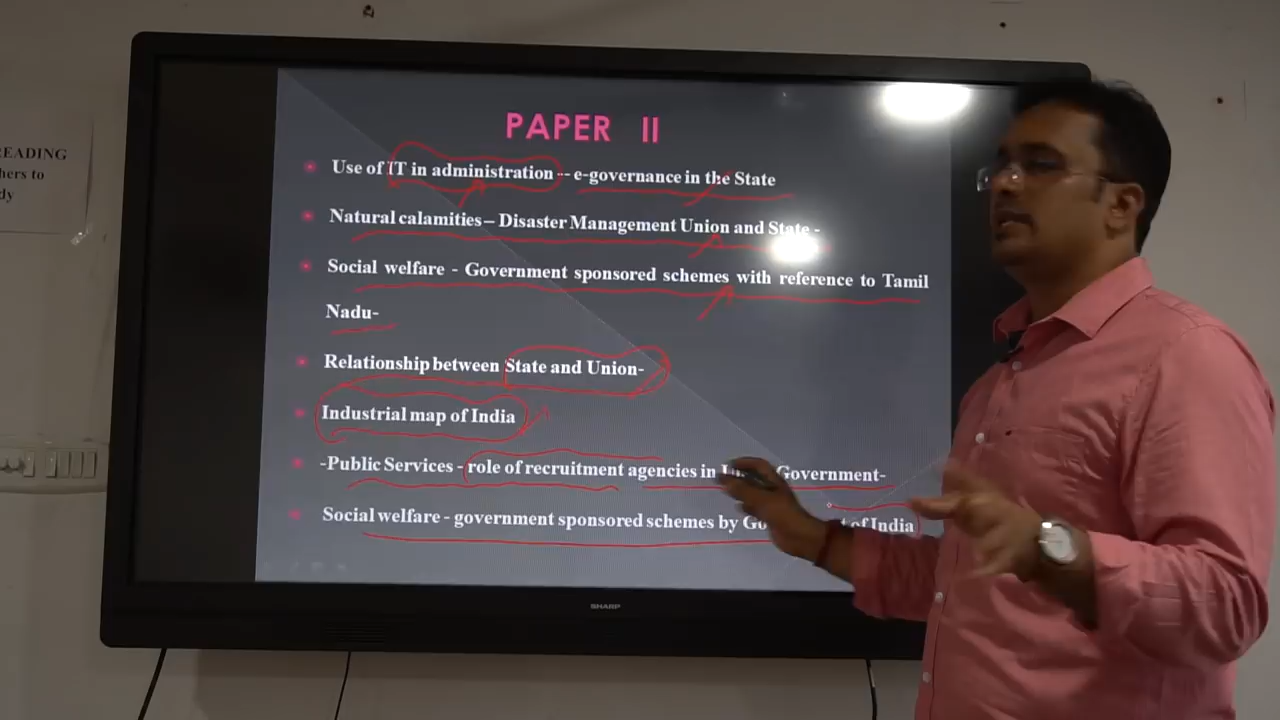 PAPER II
Use of IT in administration -- e-governance in the State
Natural calamities – Disaster Management Union and State -
Social welfare - Government sponsored schemes with reference to Tamil
Nadu-
Relationship between State and Union-
Industrial map of India
-Public Services - role of recruitment agencies in Government-
Social welfare - government sponsored schemes by of India
SHARP
EADING
hers to
dy